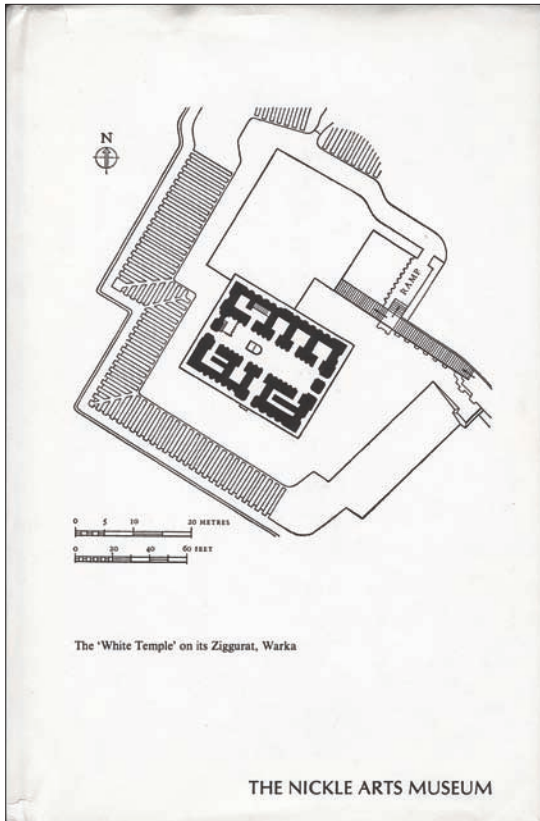 N
RAMP
0 5 10 20 METRES
0 20 40 60 FEET
The ‘White Temple’ on its Ziggurat, Warka
THE NICKLE ARTS MUSEUM